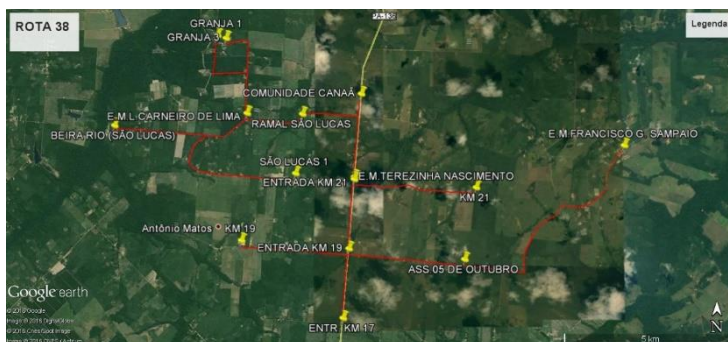 ROTA 38
GRANJA 1
GRANJA 3
PA-124
Legenda
COMUNIDADE CANAÃ
E M L CARNEIRO DE LIMA
RAMAL SÃO LUCAS
BEIRA RIO (SÃO LUCAS)
E M FRANCISCO G. SAMPAIO
SÃO LUCAS 1
ENTRADA KM 21
E.M.TEREZINHA NASCIMENTO
KM 21
Antônio Matos
KM 19
ENTRADA KM 19
ASS 05 DE OUTUBRO
ENTR. KM 17
Google earth
N
5 km